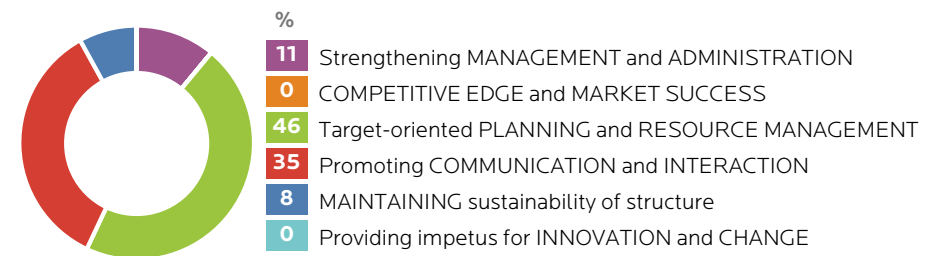 %
11 Strengthening MANAGEMENT and ADMINISTRATION
0 COMPETITIVE EDGE and MARKET SUCCESS
46 Target-oriented PLANNING and RESOURCE MANAGEMENT
35 Promoting COMMUNICATION and INTERACTION
8 MAINTAINING sustainability of structure
0 Providing impetus for INNOVATION and CHANGE